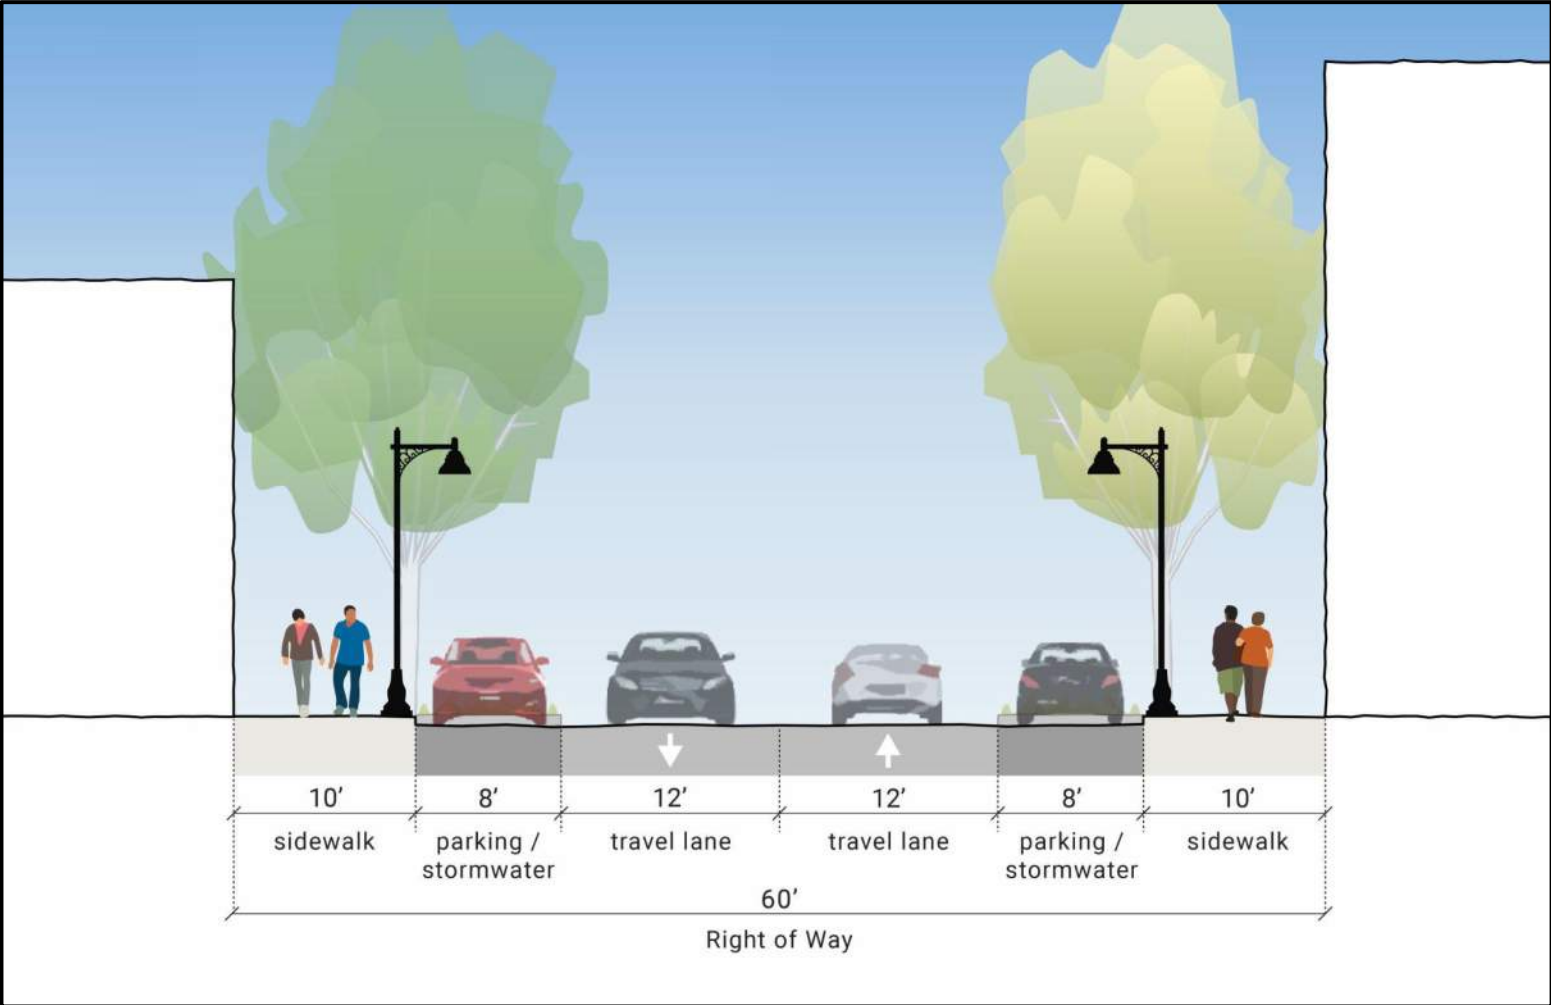 10’
8’
12’
12’
8’
10’
sidewalk
parking /
stormwater
travel lane
travel lane
parking /
stormwater
sidewalk
60’
Right of Way